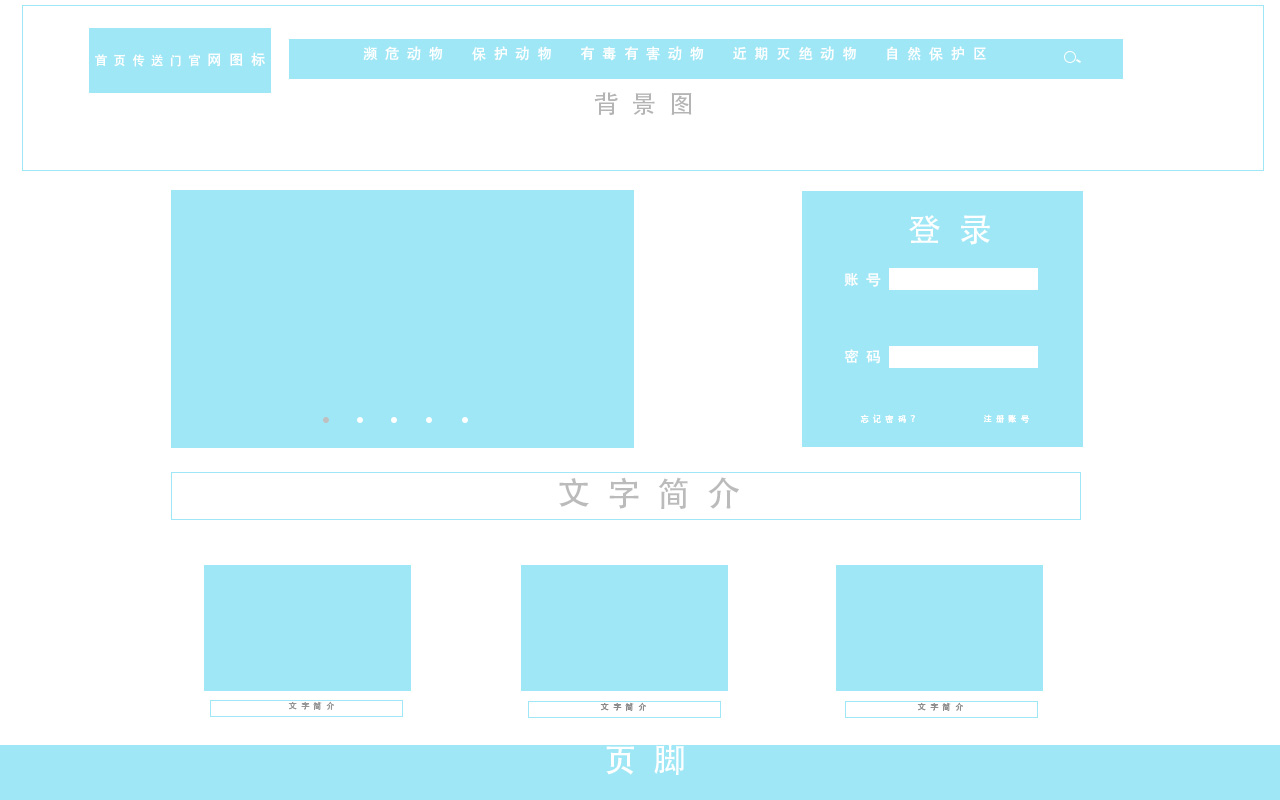 首页传送门官网图标
濒危动物 保护动物 有毒有害动物 近期灭绝动物 自然保护区
背景图
登录
账号
密码
忘记密码？ 注册账号
文字简介
文字简介 文字简介 文字简介
页脚